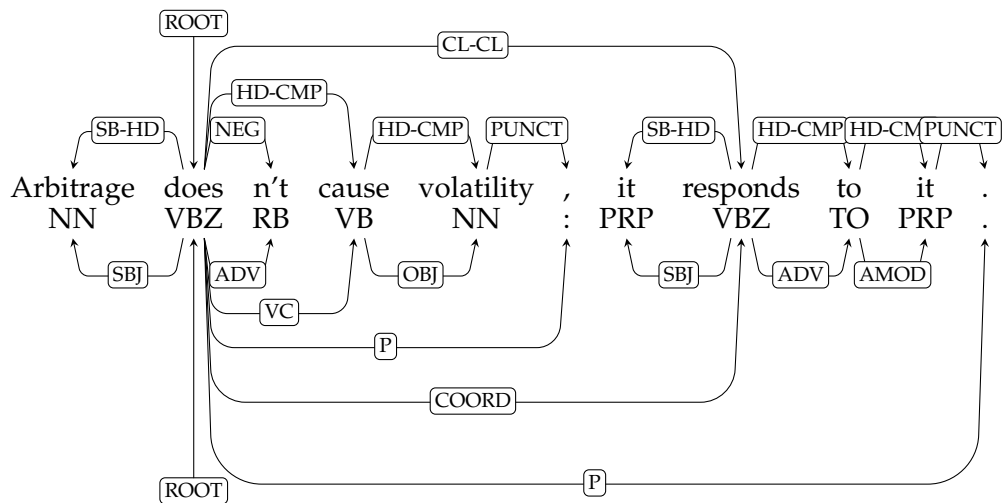 ROOT
CL-CL
HD-CMP
SB-HD NEG HD-CMP PUNCT SB-HD HD-CMP HD-CM PUNCT
Arbitrage does n't cause volatility , it responds to it .
NN VBZ RB VB NN : PRP VBZ TO PRP .
SBJ ADV OBJ SBJ ADV AMOD
VC
P
COORD
P
ROOT